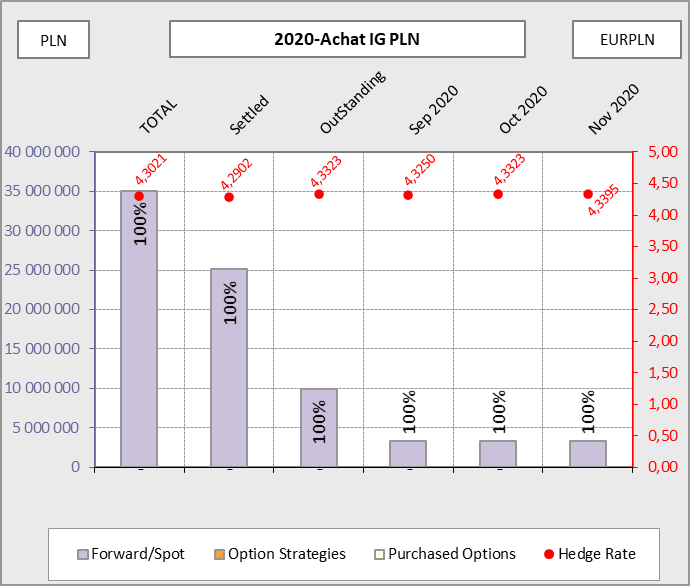 PLN
2020-Achat IG PLN
EURPLN
TOTAL
Settled
OutStanding
Sep 2020
Oct 2020
Nov 2020
40 000 000
35 000 000
30 000 000
25 000 000
20 000 000
15 000 000
10 000 000
5 000 000
0
5,00
4,50
4,00
3,50
3,00
2,50
2,00
1,50
1,00
0,50
0,00
4,3021
4,2902
4,3323
4,3250
4,3323
4,3395
100%
100%
100%
100%
100%
100%
-
-
-
-
-
-
Forward/Spot
Option Strategies
Purchased Options
Hedge Rate